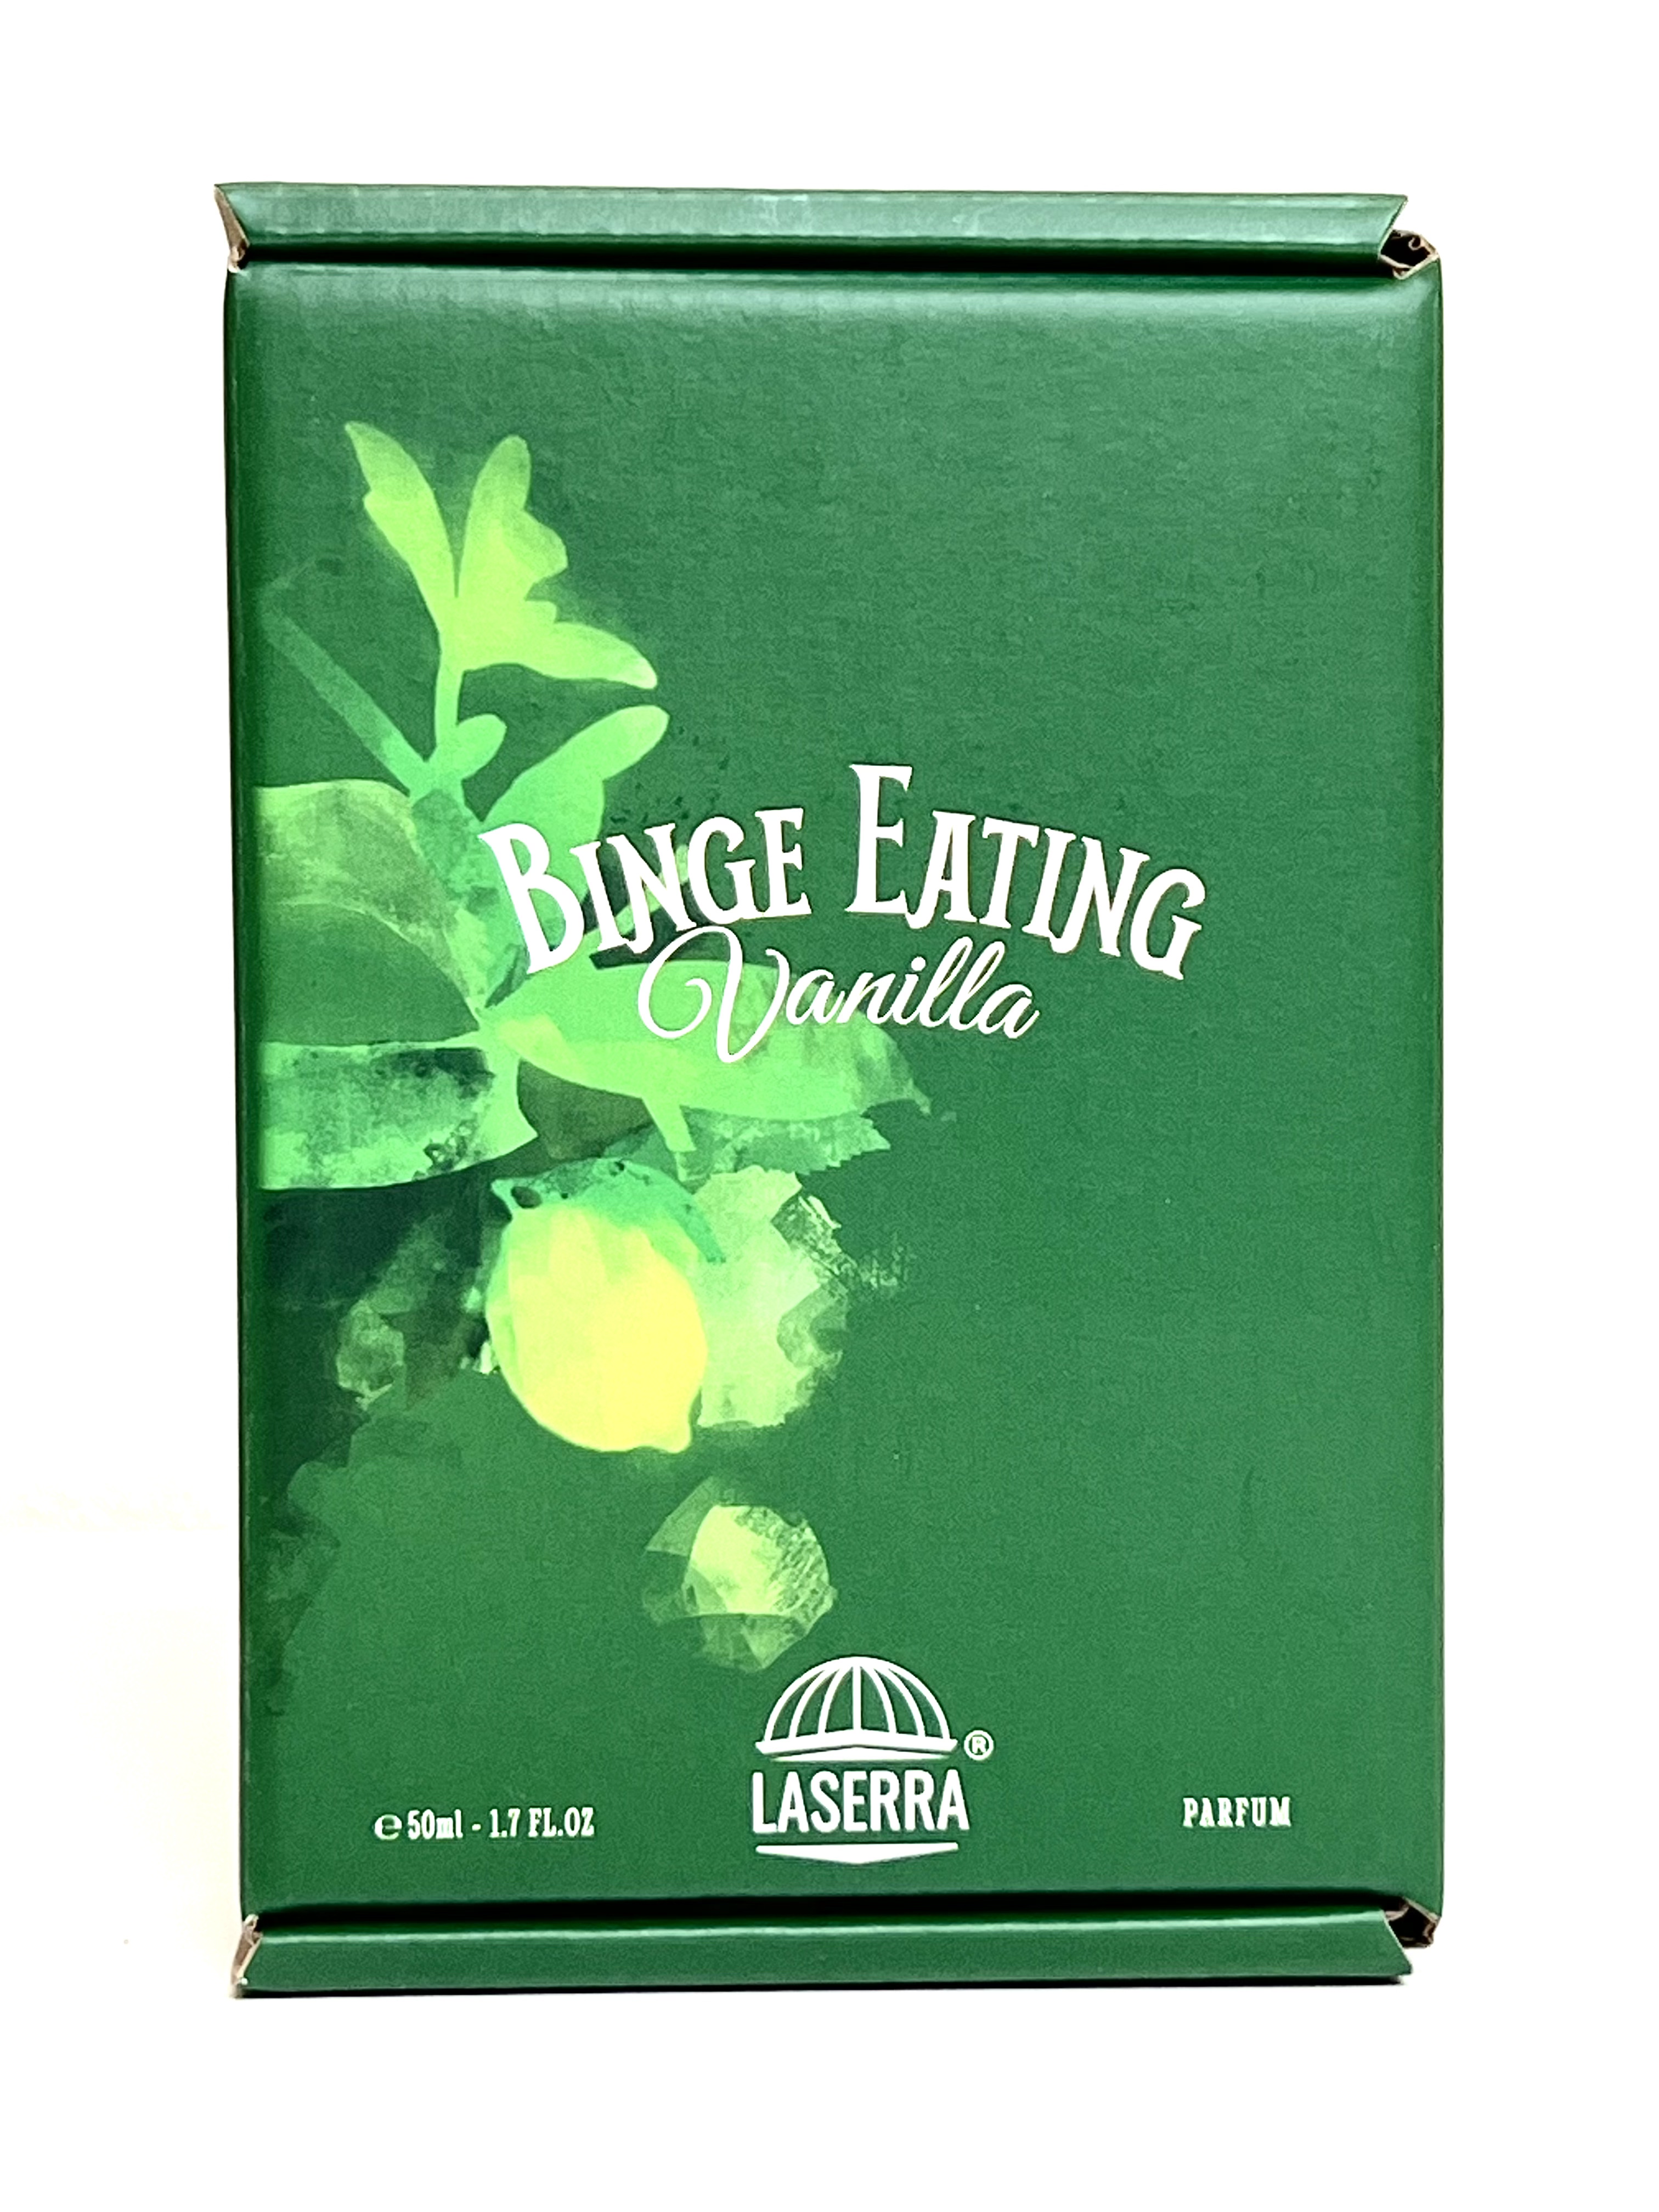 BINGE EATING
Vanilla
®
LASERRA
℮ 50ml - 1.7 FL.OZ
PARFUM